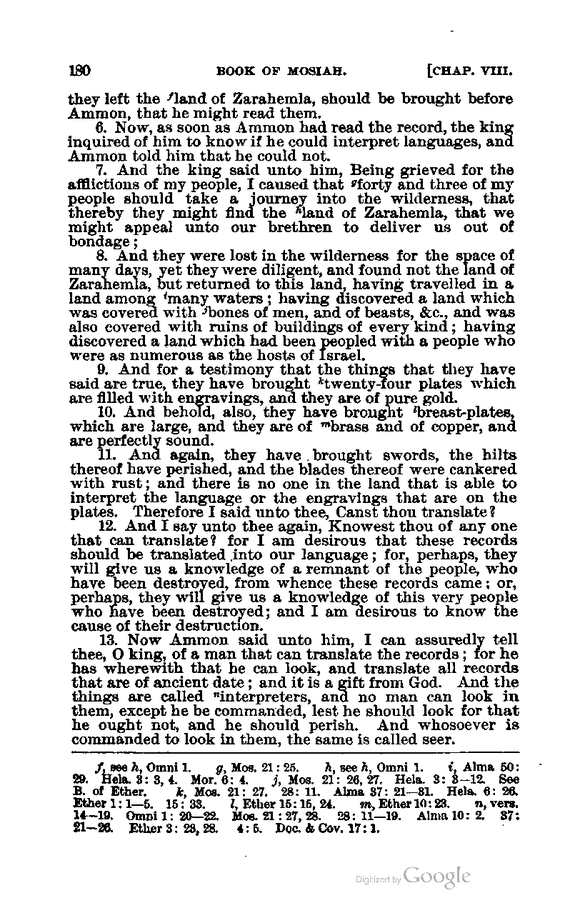 180 BOOK OF MOSIAH. [CHAP. VIII.
they left the ᶠland of Zarahemla, should be brought before
Ammon, that he might read them.
6. Now, as soon as Ammon had read the record, the king
inquired of him to know if he could interpret languages, and
Ammon told him that he could not.
7. And the king said unto him, Being grieved for the
afflictions of my people, I caused that ᵍforty and three of my
people should take a journey into the wilderness, that
thereby they might find the ʰland of Zarahemla, that we
might appeal unto our brethren to deliver us out of
bondage;
8. And they were lost in the wilderness for the space of
many days, yet they were diligent, and found not the land of
Zarahemla, but returned to this land, having travelled in a
land among ⁱmany waters; having discovered a land which
was covered with ʲbones of men, and of beasts, &c., and was
also covered with ruins of buildings of every kind; having
discovered a land which had been peopled with a people who
were as numerous as the hosts of Israel.
9. And for a testimony that the things that they have
said are true, they have brought ᵏtwenty-four plates which
are filled with engravings, and they are of pure gold.
10. And behold, also, they have brought ˡbreast-plates,
which are large, and they are of ᵐbrass and of copper, and
are perfectly sound.
11. And again, they have brought swords, the hilts
thereof have perished, and the blades thereof were cankered
with rust; and there is no one in the land that is able to
interpret the language or the engravings that are on the
plates. Therefore I said unto thee, Canst thou translate?
12. And I say unto thee again, Knowest thou of any one
that can translate? for I am desirous that these records
should be translated into our language; for, perhaps, they
will give us a knowledge of a remnant of the people, who
have been destroyed, from whence these records came; or,
perhaps, they will give us a knowledge of this very people
who have been destroyed; and I am desirous to know the
cause of their destruction.
13. Now Ammon said unto him, I can assuredly tell
thee, O king, of a man that can translate the records; for he
has wherewith that he can look, and translate all records
that are of ancient date; and it is a gift from God. And the
things are called ⁿinterpreters, and no man can look in
them, except he be commanded, lest he should look for that
he ought not, and he should perish. And whosoever is
commanded to look in them, the same is called seer.
f, see h, Omni 1. g, Mos. 21: 25. h, see h, Omni 1. i, Alma 50:
29. Hela. 3: 3, 4. Mor. 6: 4. j, Mos. 21: 26, 27. Hela. 3: 3—12. See
B. of Ether. k, Mos. 21: 27. 28: 11. Alma 37: 21—31. Hela. 6: 26.
Ether 1: 1—5. 15: 33. l, Ether 15: 15, 24. m, Ether 10: 23. n, vers.
14—19. Omni 1: 20—22. Mos. 21: 27, 28. 28: 11—19. Alma 10: 2. 37:
21—26. Ether 3: 23, 28. 4: 5. Doc. & Cov. 17: 1.
Digitized by Google